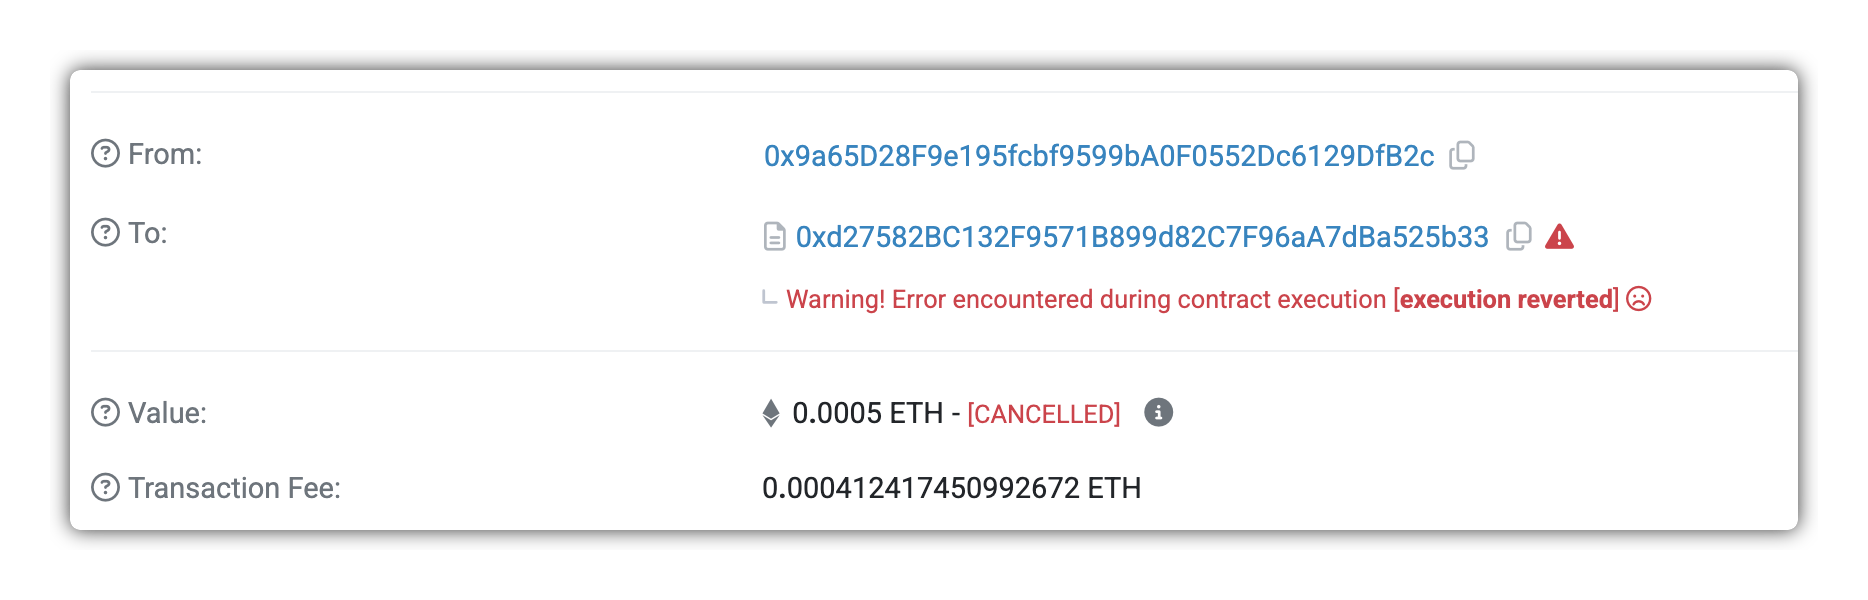 From:
0x9a65D28F9e195fcbf9599bA0F0552Dc6129DfB2c
To:
0xd27582BC132F9571B899d82C7F96aA7dBa525b33
Warning! Error encountered during contract execution [execution reverted]
Value:
0.0005 ETH - [CANCELLED]
Transaction Fee:
0.000412417450992672 ETH